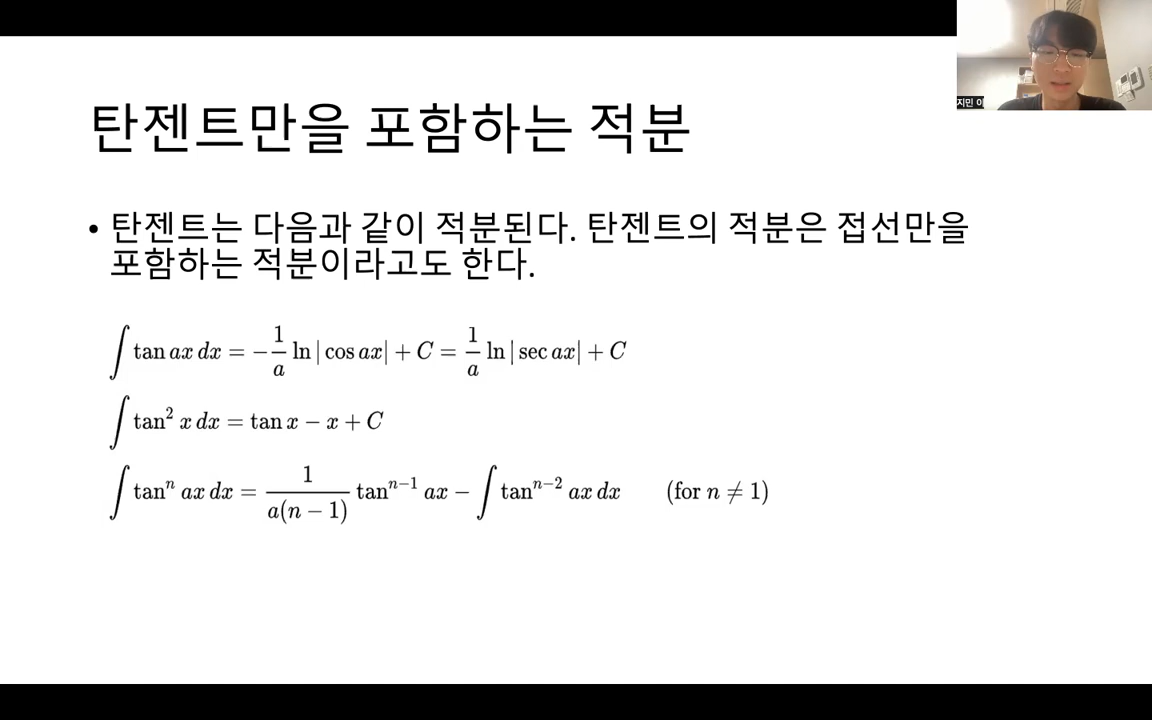 지민 이
탄젠트만을 포함하는 적분
• 탄젠트는 다음과 같이 적분된다. 탄젠트의 적분은 접선만을
포함하는 적분이라고도 한다.
∫ tan ax dx = −1/a ln|cos ax| + C = 1/a ln|sec ax| + C
∫ tan² x dx = tan x − x + C
∫ tanⁿ ax dx = 1/(a(n − 1)) tanⁿ⁻¹ ax − ∫ tanⁿ⁻² ax dx (for n ≠ 1)